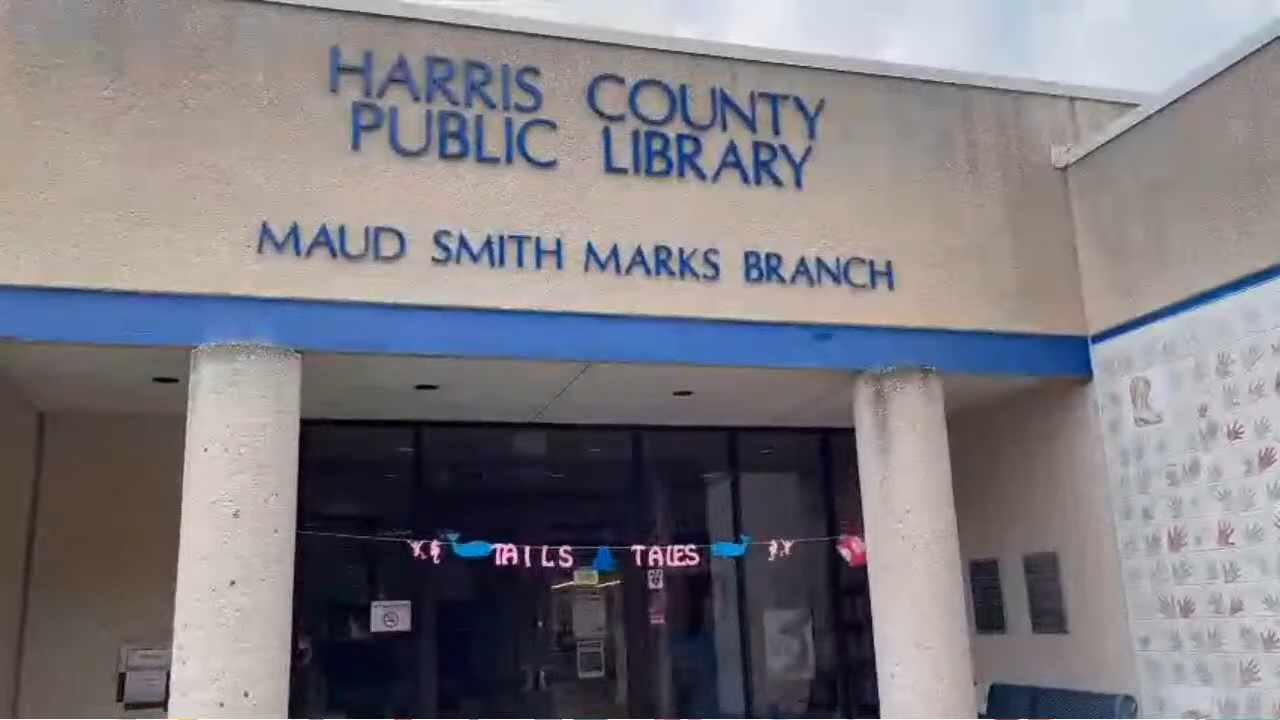 HARRIS COUNTY
PUBLIC LIBRARY
MAUD SMITH MARKS BRANCH
TAILS TALES